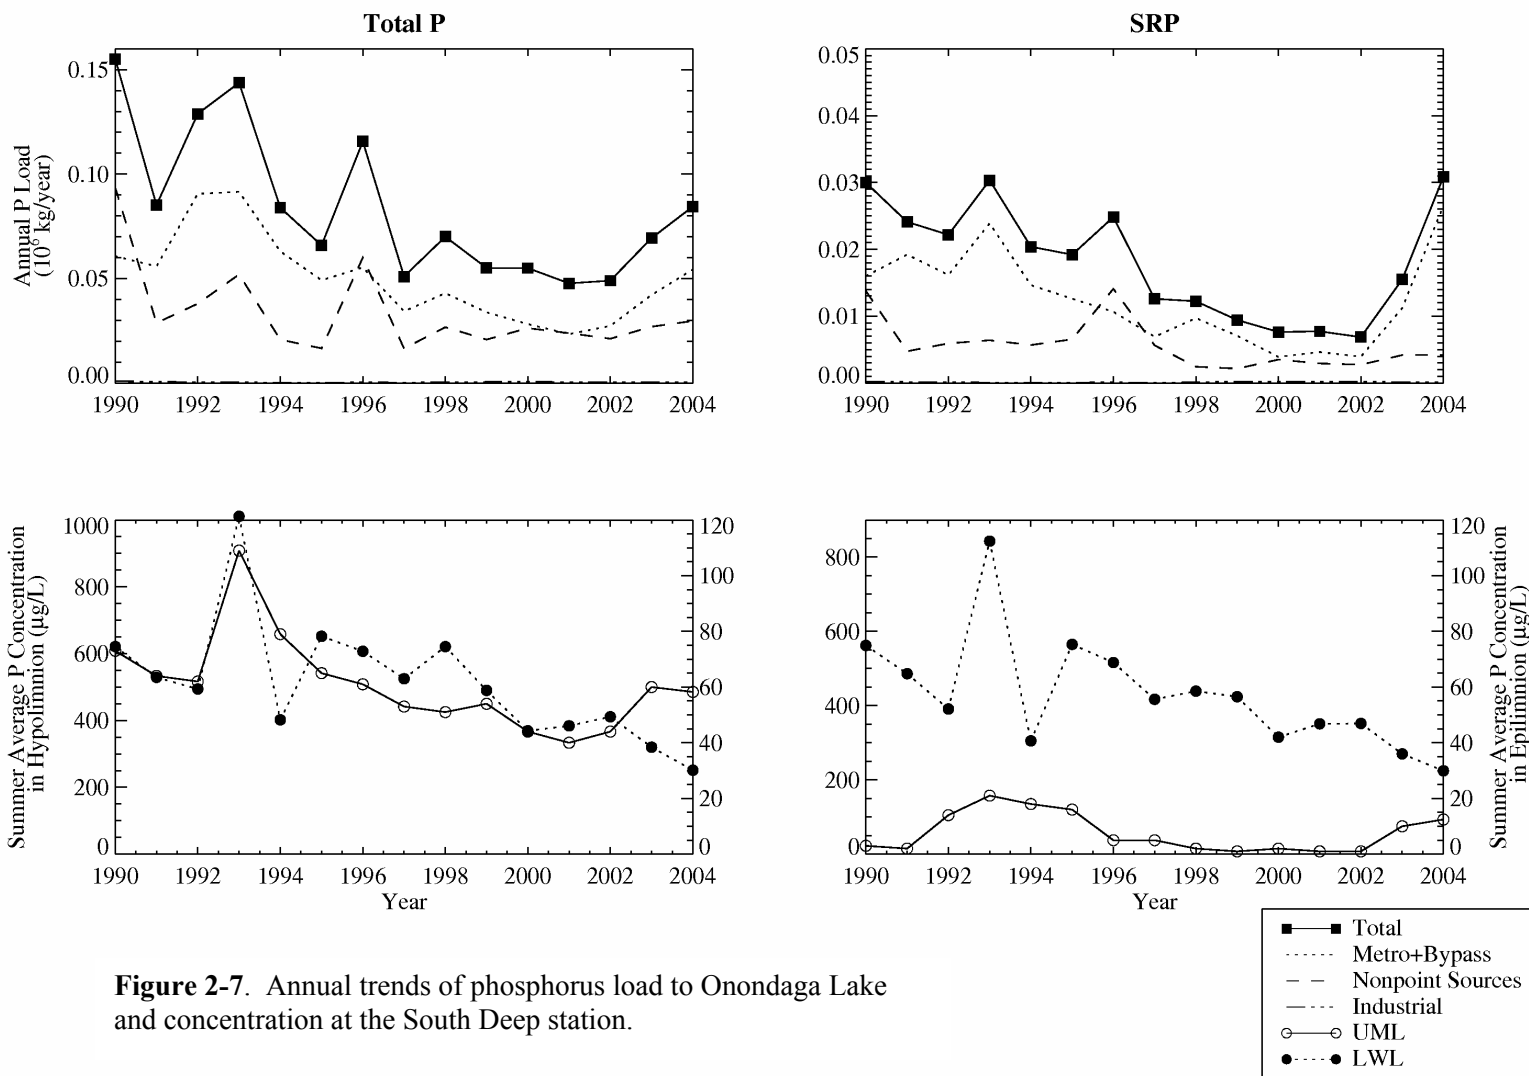 Total P
SRP
Annual P Load
(10⁶ kg/year)
0.15
0.10
0.05
0.00
1990 1992 1994 1996 1998 2000 2002 2004
0.05
0.04
0.03
0.02
0.01
0.00
1990 1992 1994 1996 1998 2000 2002 2004
Summer Average P Concentration
in Hypolimnion (µg/L)
1000
800
600
400
200
0
120
100
80
60
40
20
0
1990 1992 1994 1996 1998 2000 2002 2004
Year
800
600
400
200
0
120
100
80
60
40
20
0
Summer Average P Concentration
in Epilimnion (µg/L)
1990 1992 1994 1996 1998 2000 2002 2004
Year
Total
Metro+Bypass
Nonpoint Sources
Industrial
UML
LWL
Figure 2-7. Annual trends of phosphorus load to Onondaga Lake
and concentration at the South Deep station.